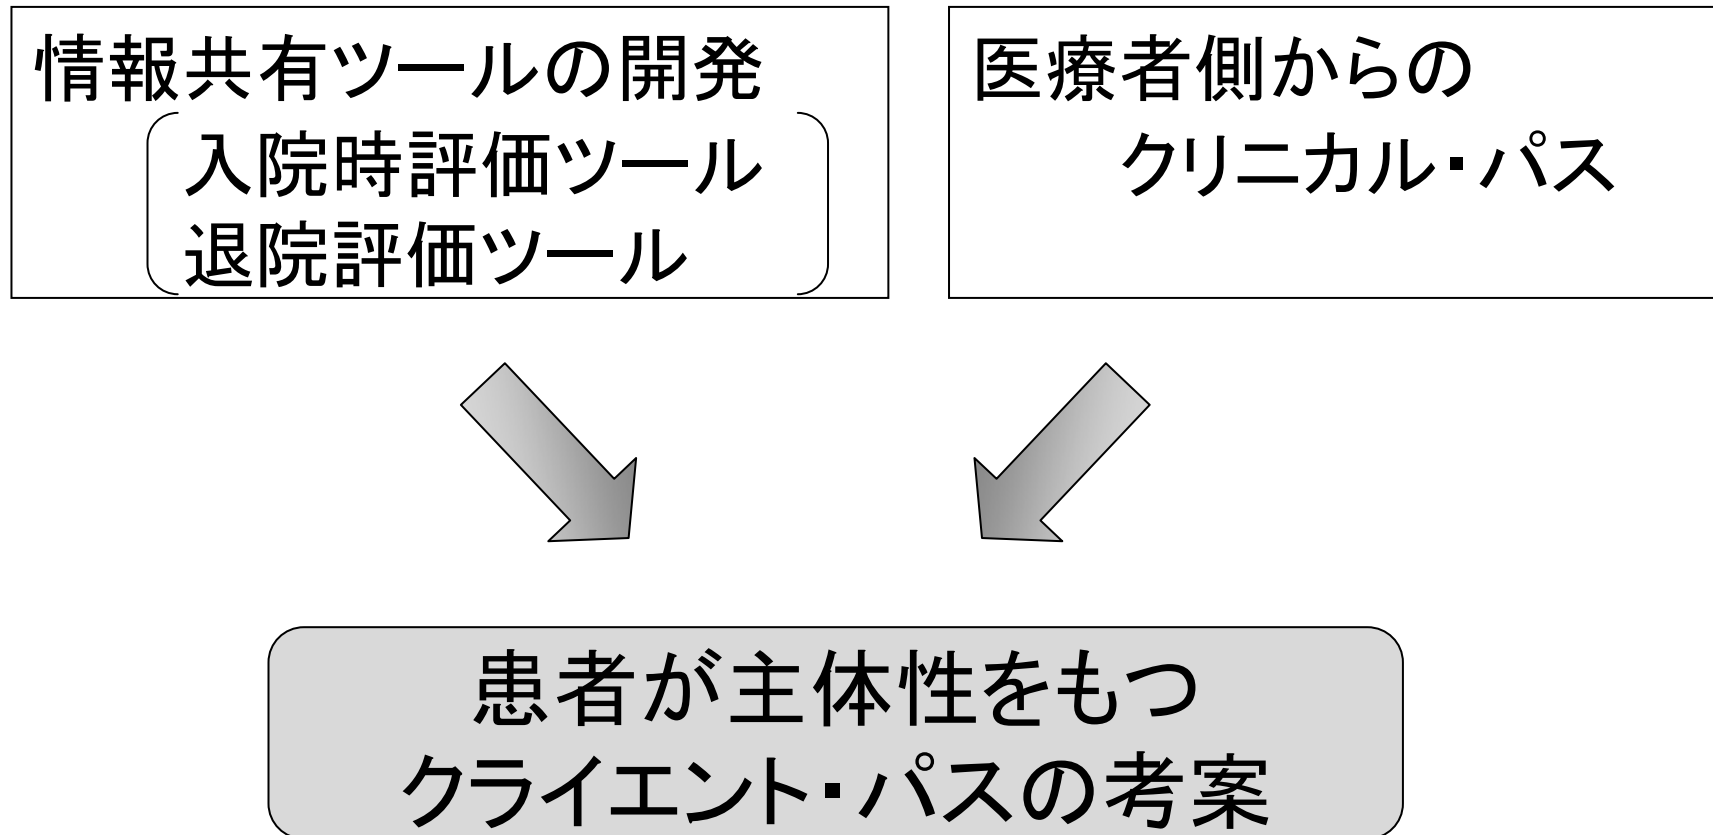 情報共有ツールの開発
入院時評価ツール
退院評価ツール
医療者側からの
クリニカル・パス
患者が主体性をもつ
クライエント・パスの考案